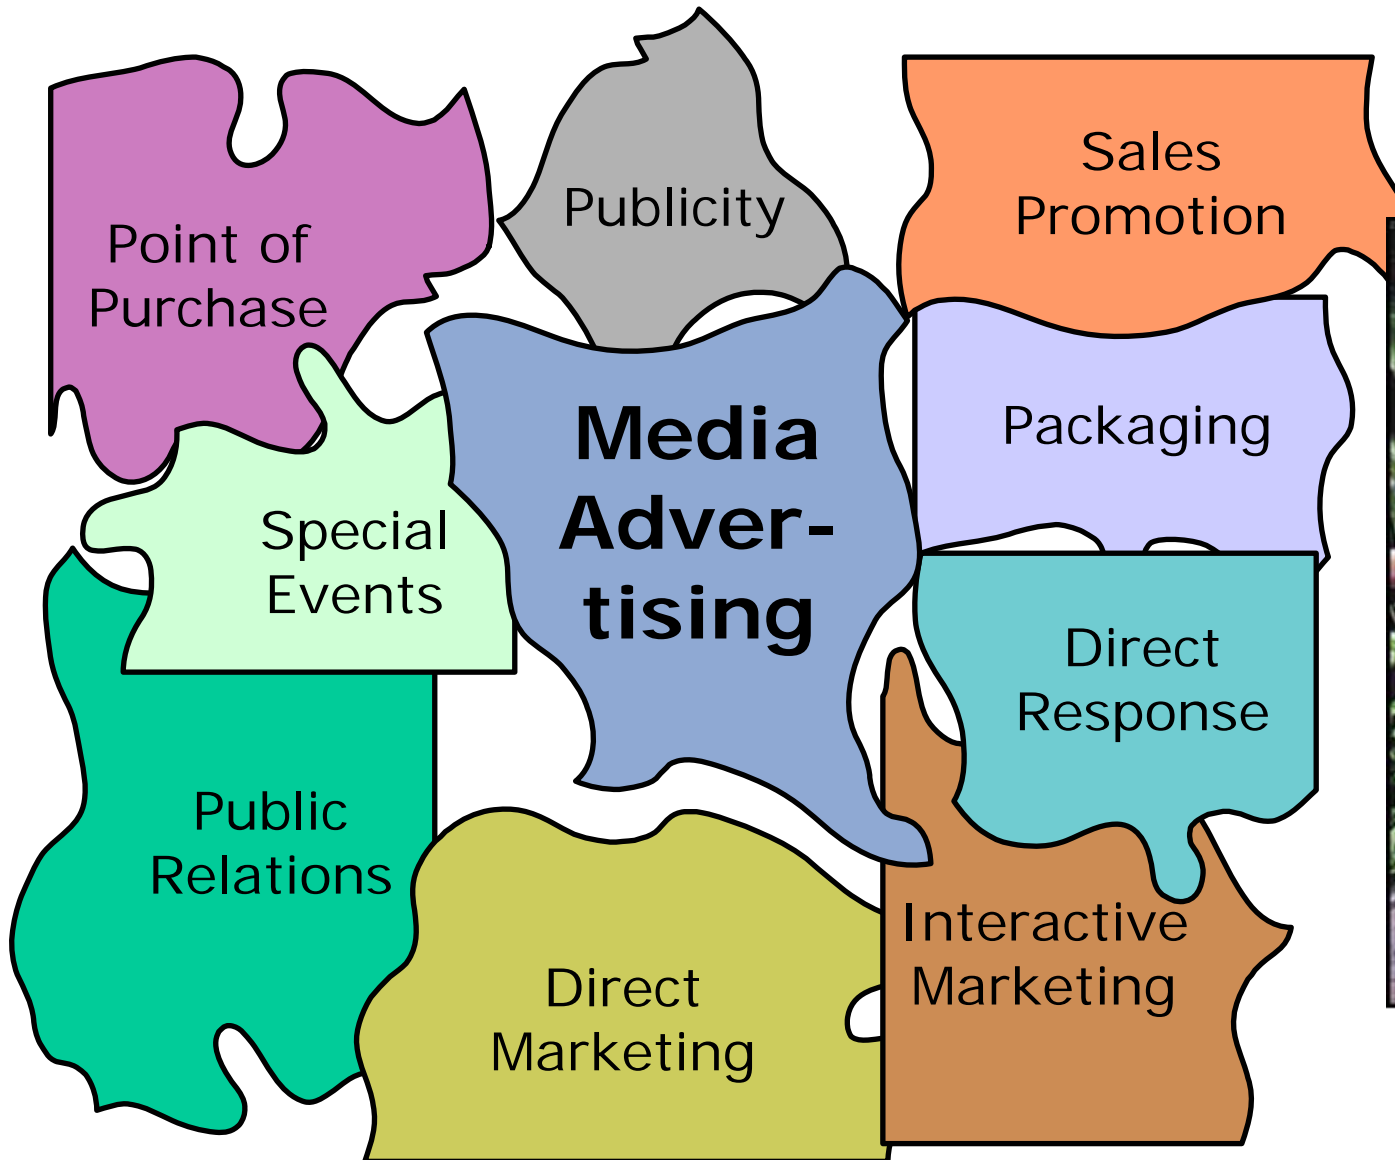 Point of
Purchase
Publicity
Sales
Promotion
Media
Adver-
tising
Packaging
Special
Events
Direct
Response
Public
Relations
Interactive
Marketing
Direct
Marketing